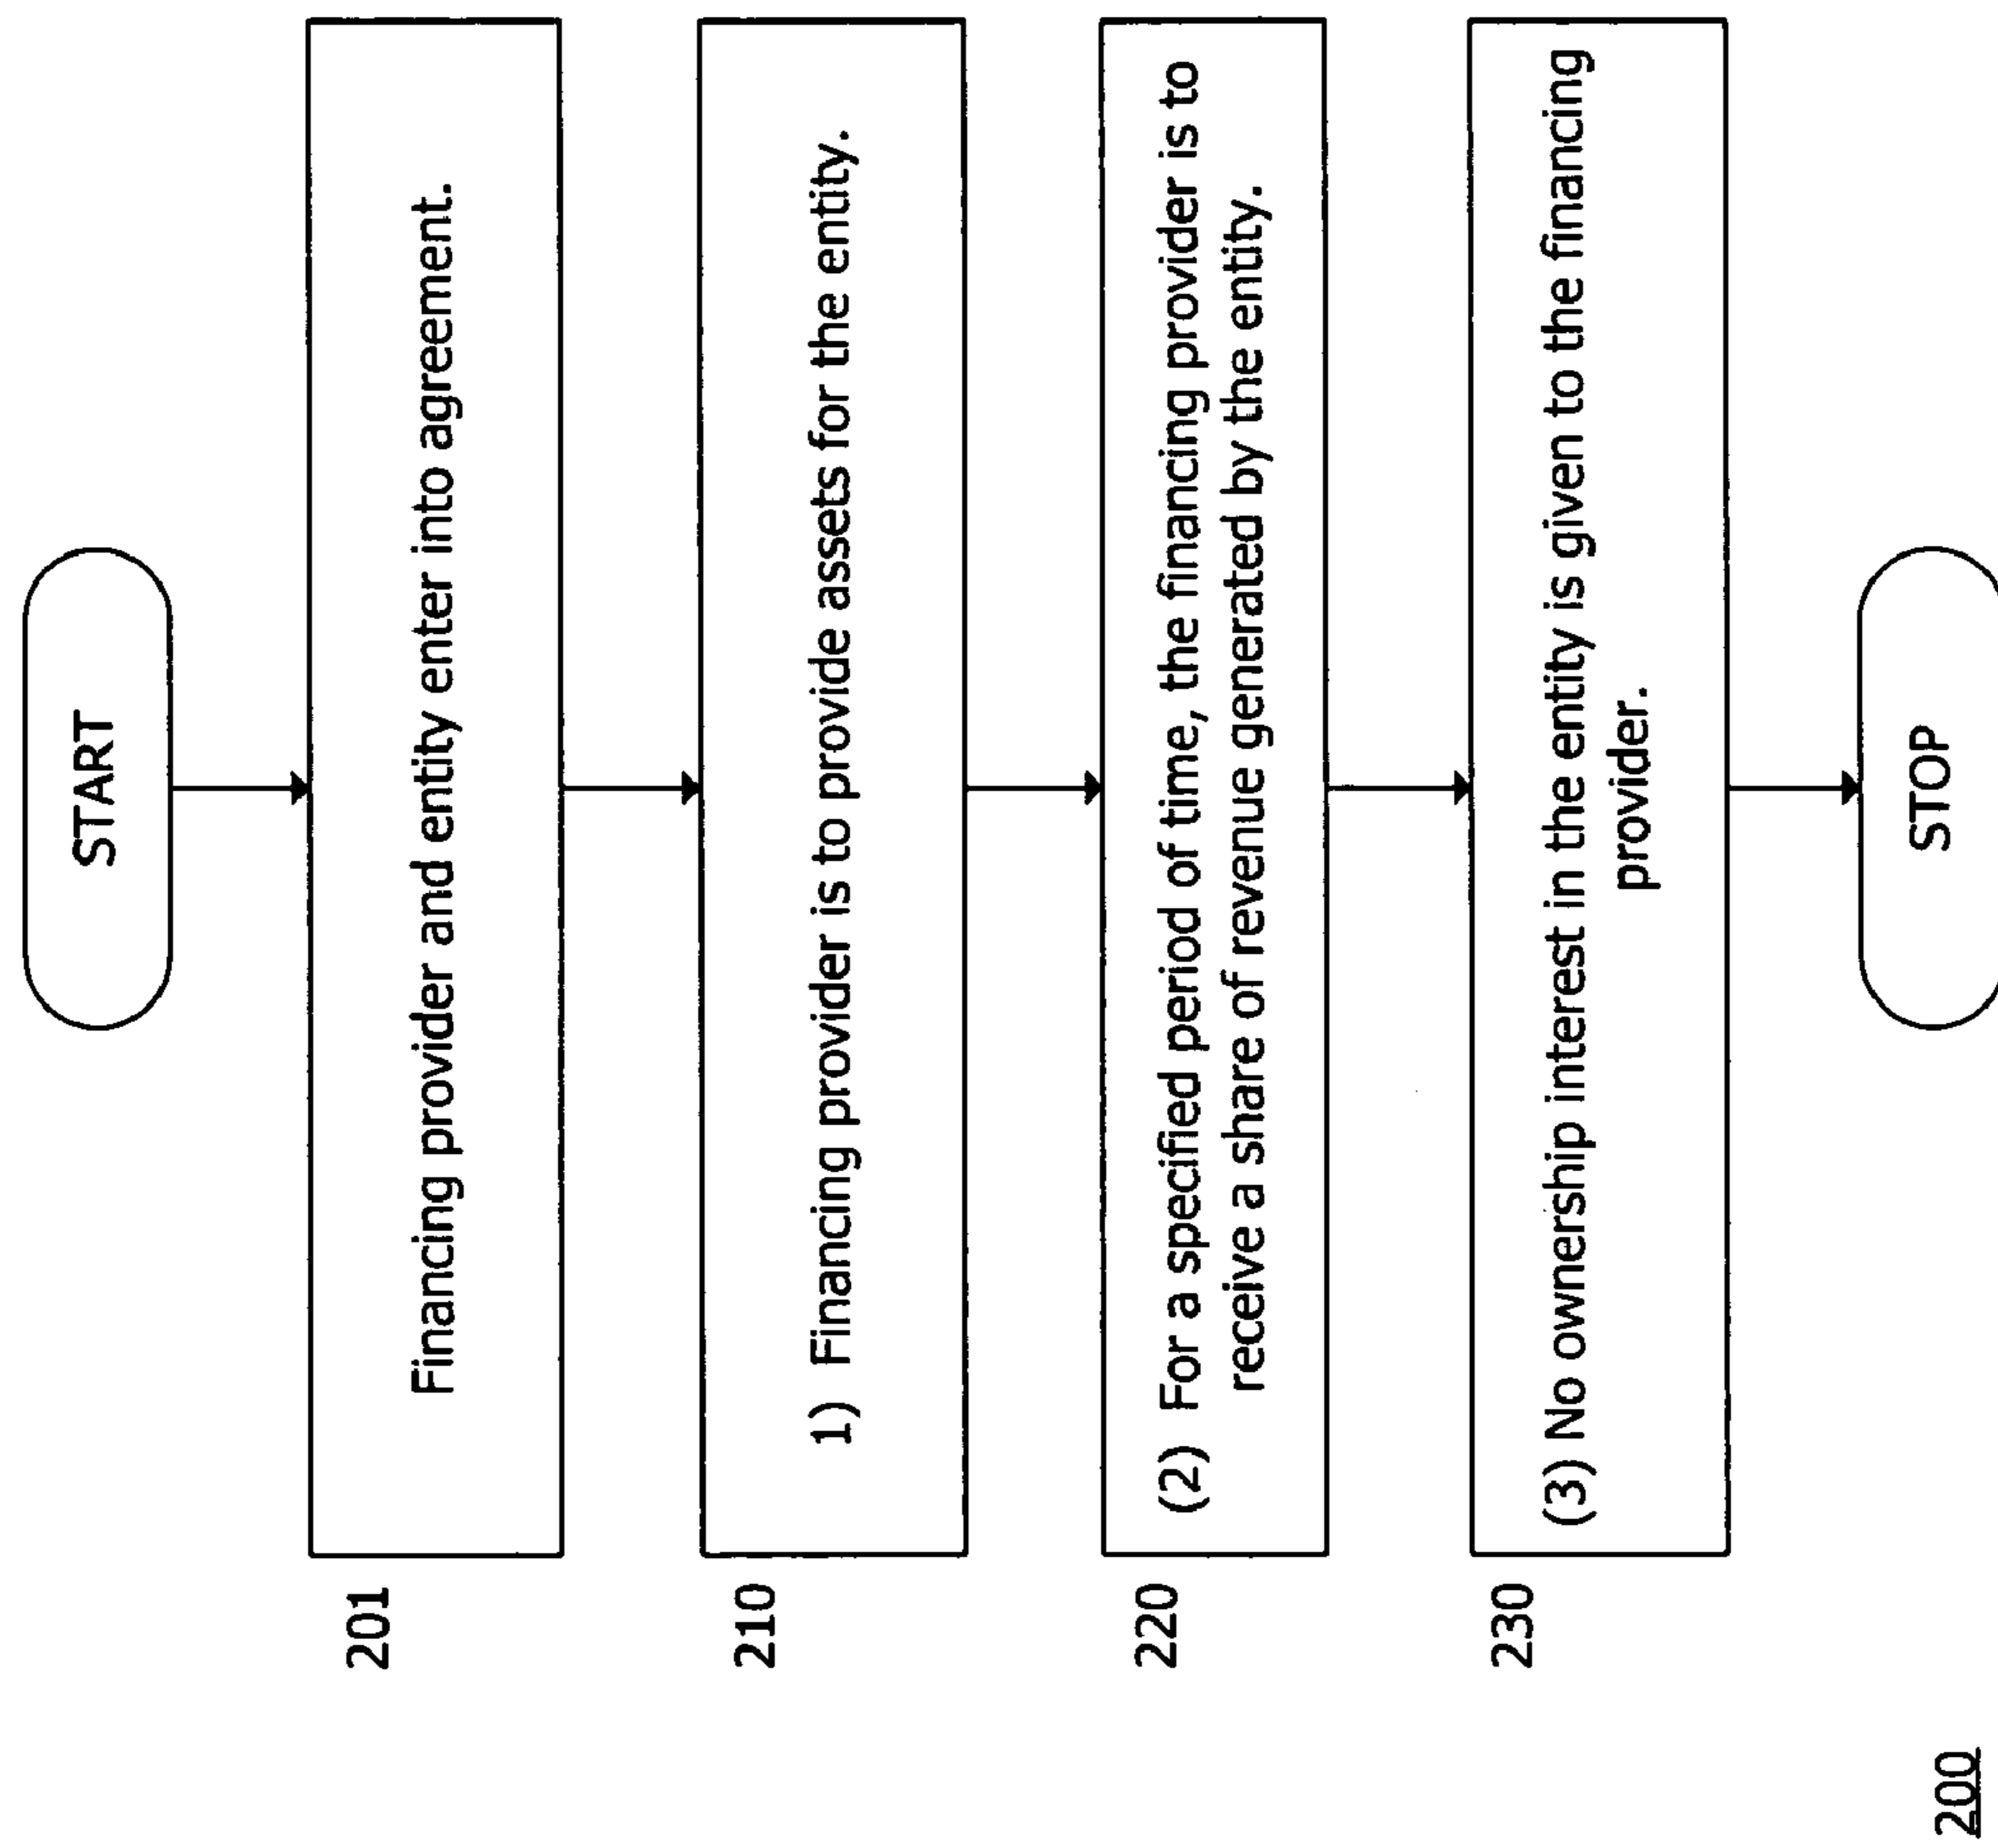 START
201
Financing provider and entity enter into agreement.
210
1) Financing provider is to provide assets for the entity.
220
(2) For a specified period of time, the financing provider is to
receive a share of revenue generated by the entity.
230
(3) No ownership interest in the entity is given to the financing
provider.
STOP
200